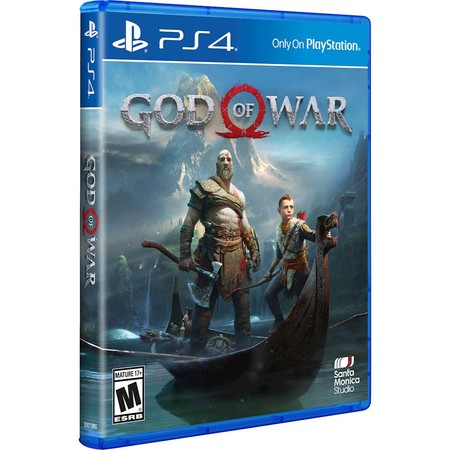 PS4
Only On PlayStation®
GOD OF WAR
PS4
GOD OF WAR
MATURE 17+
M
ESRB
Santa
Monica
Studio